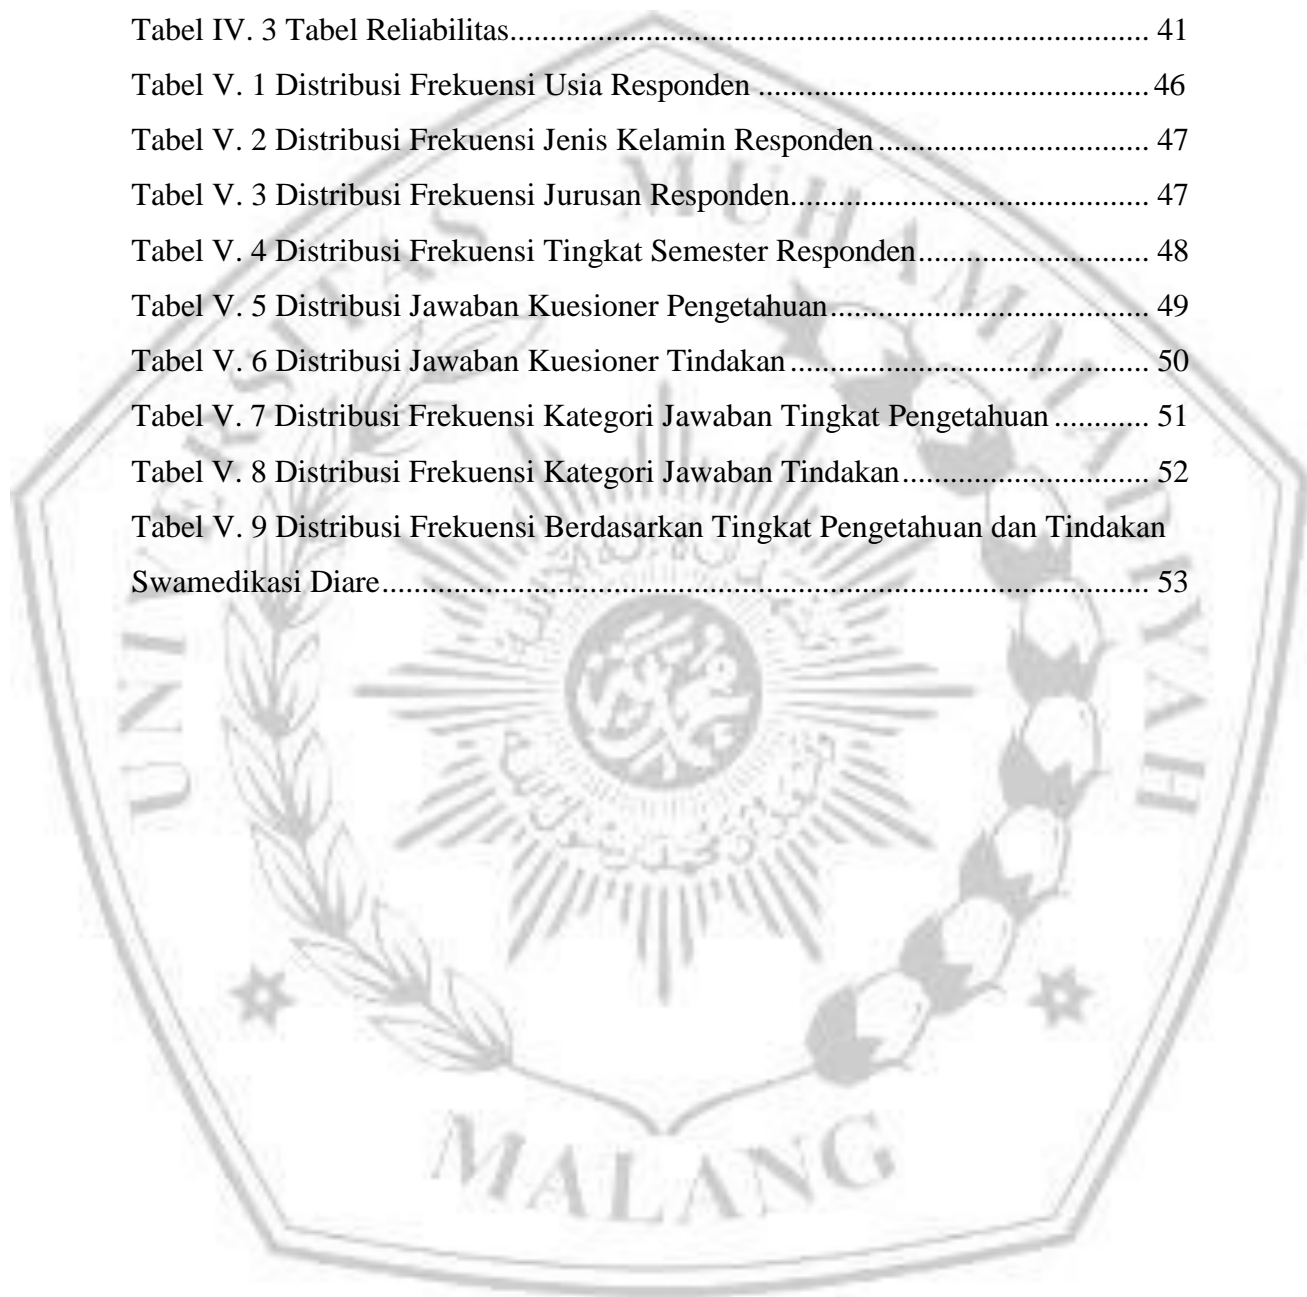 Tabel IV. 3 Tabel Reliabilitas................................................................................ 41
Tabel V. 1 Distribusi Frekuensi Usia Responden ................................................. 46
Tabel V. 2 Distribusi Frekuensi Jenis Kelamin Responden .................................. 47
Tabel V. 3 Distribusi Frekuensi Jurusan Responden............................................. 47
Tabel V. 4 Distribusi Frekuensi Tingkat Semester Responden............................. 48
Tabel V. 5 Distribusi Jawaban Kuesioner Pengetahuan........................................ 49
Tabel V. 6 Distribusi Jawaban Kuesioner Tindakan ............................................. 50
Tabel V. 7 Distribusi Frekuensi Kategori Jawaban Tingkat Pengetahuan ............ 51
Tabel V. 8 Distribusi Frekuensi Kategori Jawaban Tindakan............................... 52
Tabel V. 9 Distribusi Frekuensi Berdasarkan Tingkat Pengetahuan dan Tindakan
Swamedikasi Diare................................................................................................ 53
UNIVERSITAS MUHAMMADIYAH
MALANG